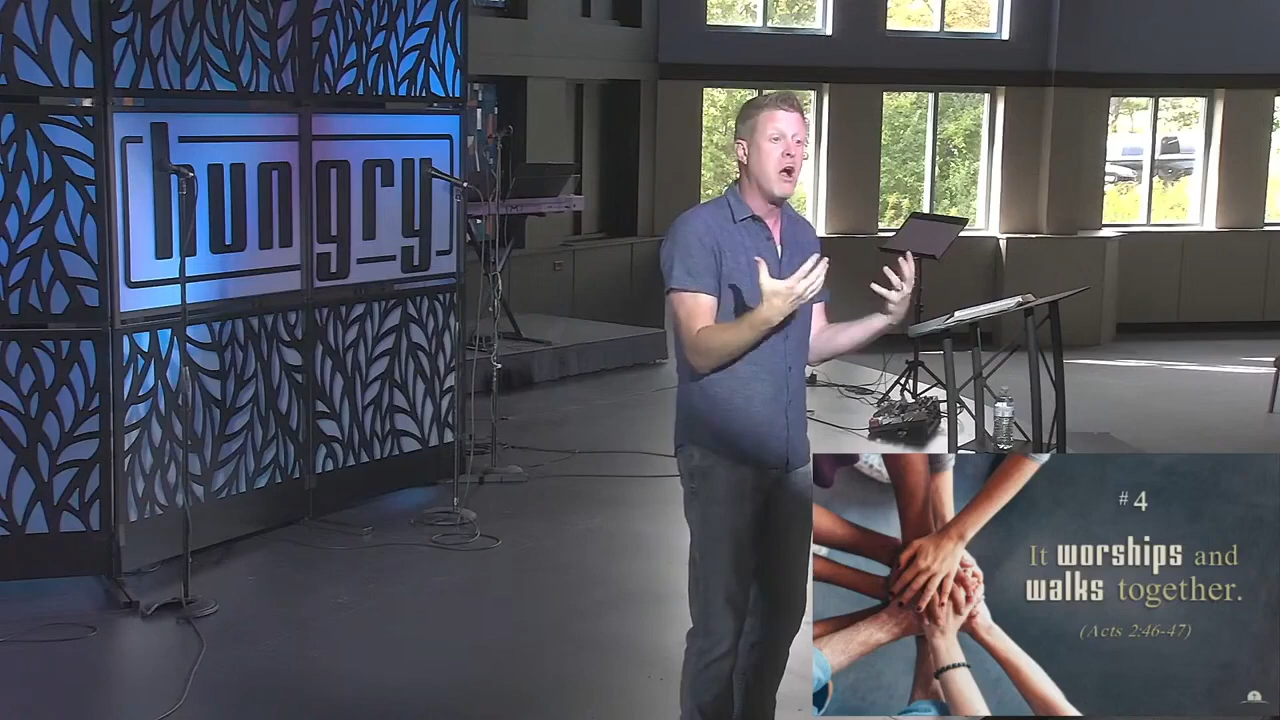 hungry
# 4
It worships and
walks together.
(Acts 2:46-47)